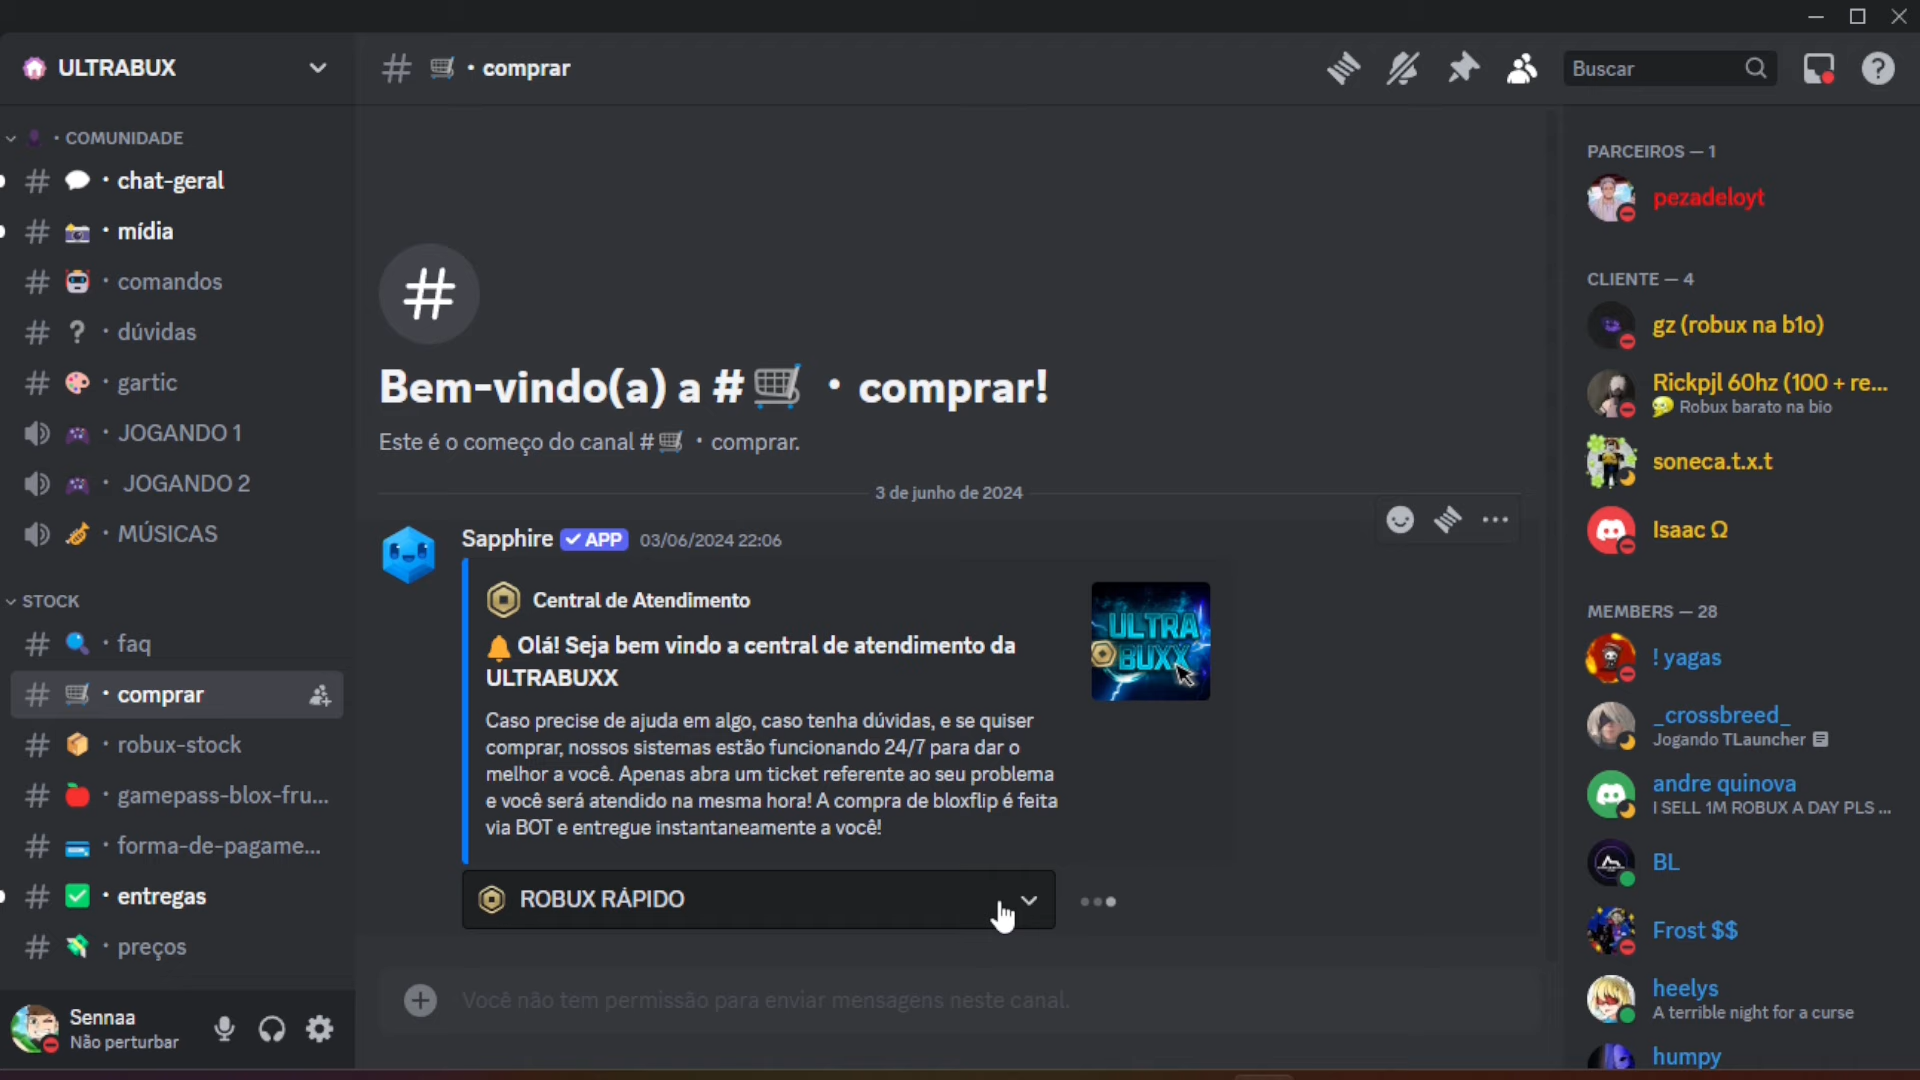 ULTRABUX
• comprar
Buscar
• COMUNIDADE
• chat-geral
• mídia
• comandos
• dúvidas
• gartic
• JOGANDO 1
• JOGANDO 2
• MÚSICAS
STOCK
• faq
• comprar
• robux-stock
• gamepass-blox-fru...
• forma-de-pagame...
• entregas
• preços
Sennaa
Não perturbar
Bem-vindo(a) a #🛒 • comprar!
Este é o começo do canal #🛒 • comprar.
3 de junho de 2024
Sapphire ✓ APP 03/06/2024 22:06
Central de Atendimento
🔔 Olá! Seja bem vindo a central de atendimento da
ULTRABUXX
Caso precise de ajuda em algo, caso tenha dúvidas, e se quiser
comprar, nossos sistemas estão funcionando 24/7 para dar o
melhor a você. Apenas abra um ticket referente ao seu problema
e você será atendido na mesma hora! A compra de bloxflip é feita
via BOT e entregue instantaneamente a você!
ULTRA
BUXX
ROBUX RÁPIDO
Você não tem permissão para enviar mensagens neste canal.
PARCEIROS — 1
pezadeloyt
CLIENTE — 4
gz (robux na b1o)
Rickpjl 60hz (100 + re...
Robux barato na bio
soneca.t.x.t
Isaac Ω
MEMBERS — 28
! yagas
_crossbreed_
Jogando TLauncher
andre quinova
I SELL 1M ROBUX A DAY PLS ...
BL
Frost $$
heelys
A terrible night for a curse
humpy